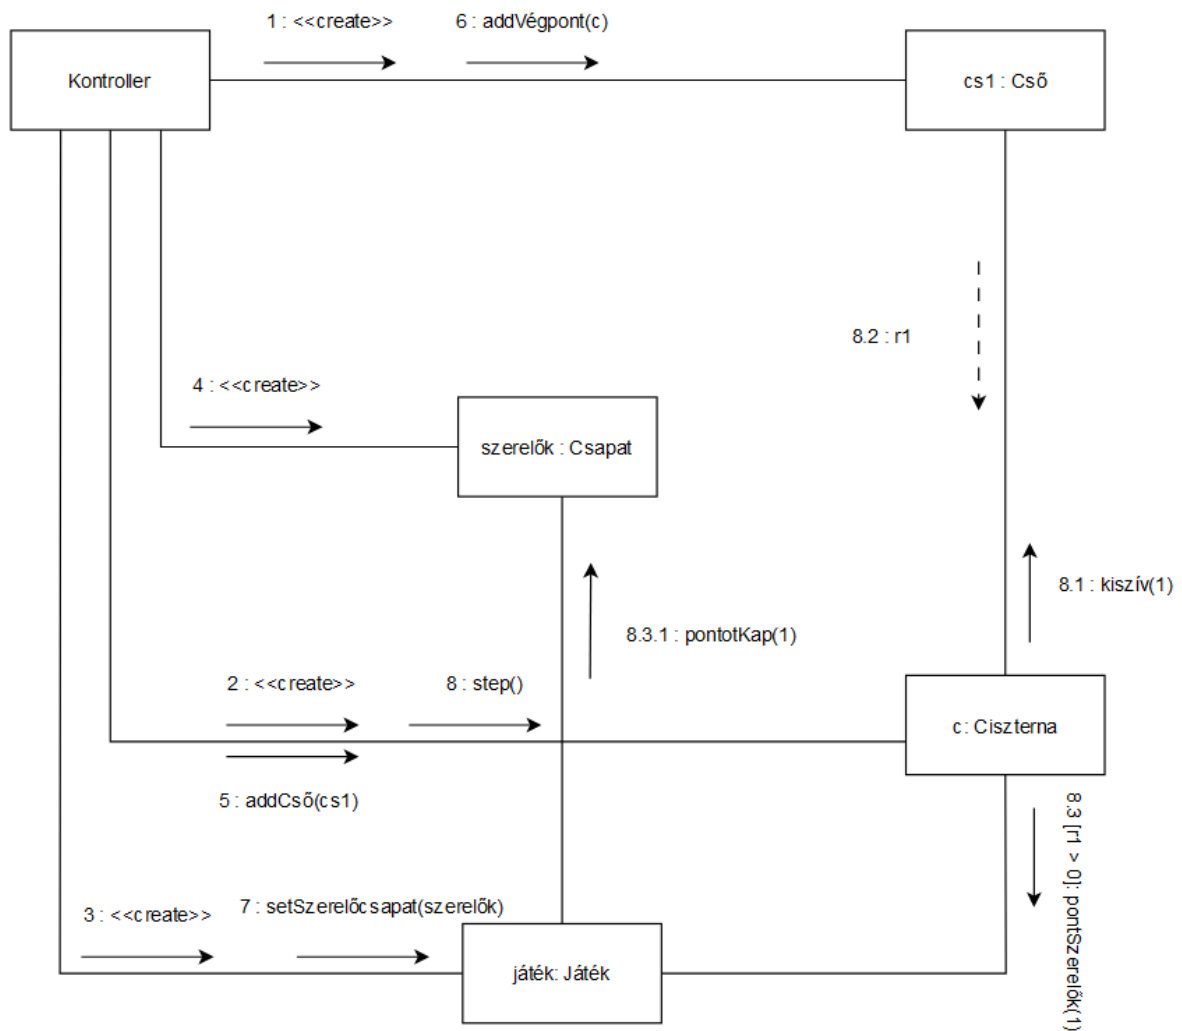 1 : <<create>>
6 : addVégpont(c)
Kontroller
cs1 : Cső
8.2 : r1
4 : <<create>>
szerelők : Csapat
8.1 : kiszív(1)
8.3.1 : pontotKap(1)
2 : <<create>>
8 : step()
c: Ciszterna
5 : addCső(cs1)
8.3 [r1 > 0]: pontSzerelők(1)
3 : <<create>>
7 : setSzerelőcsapat(szerelők)
játék: Játék